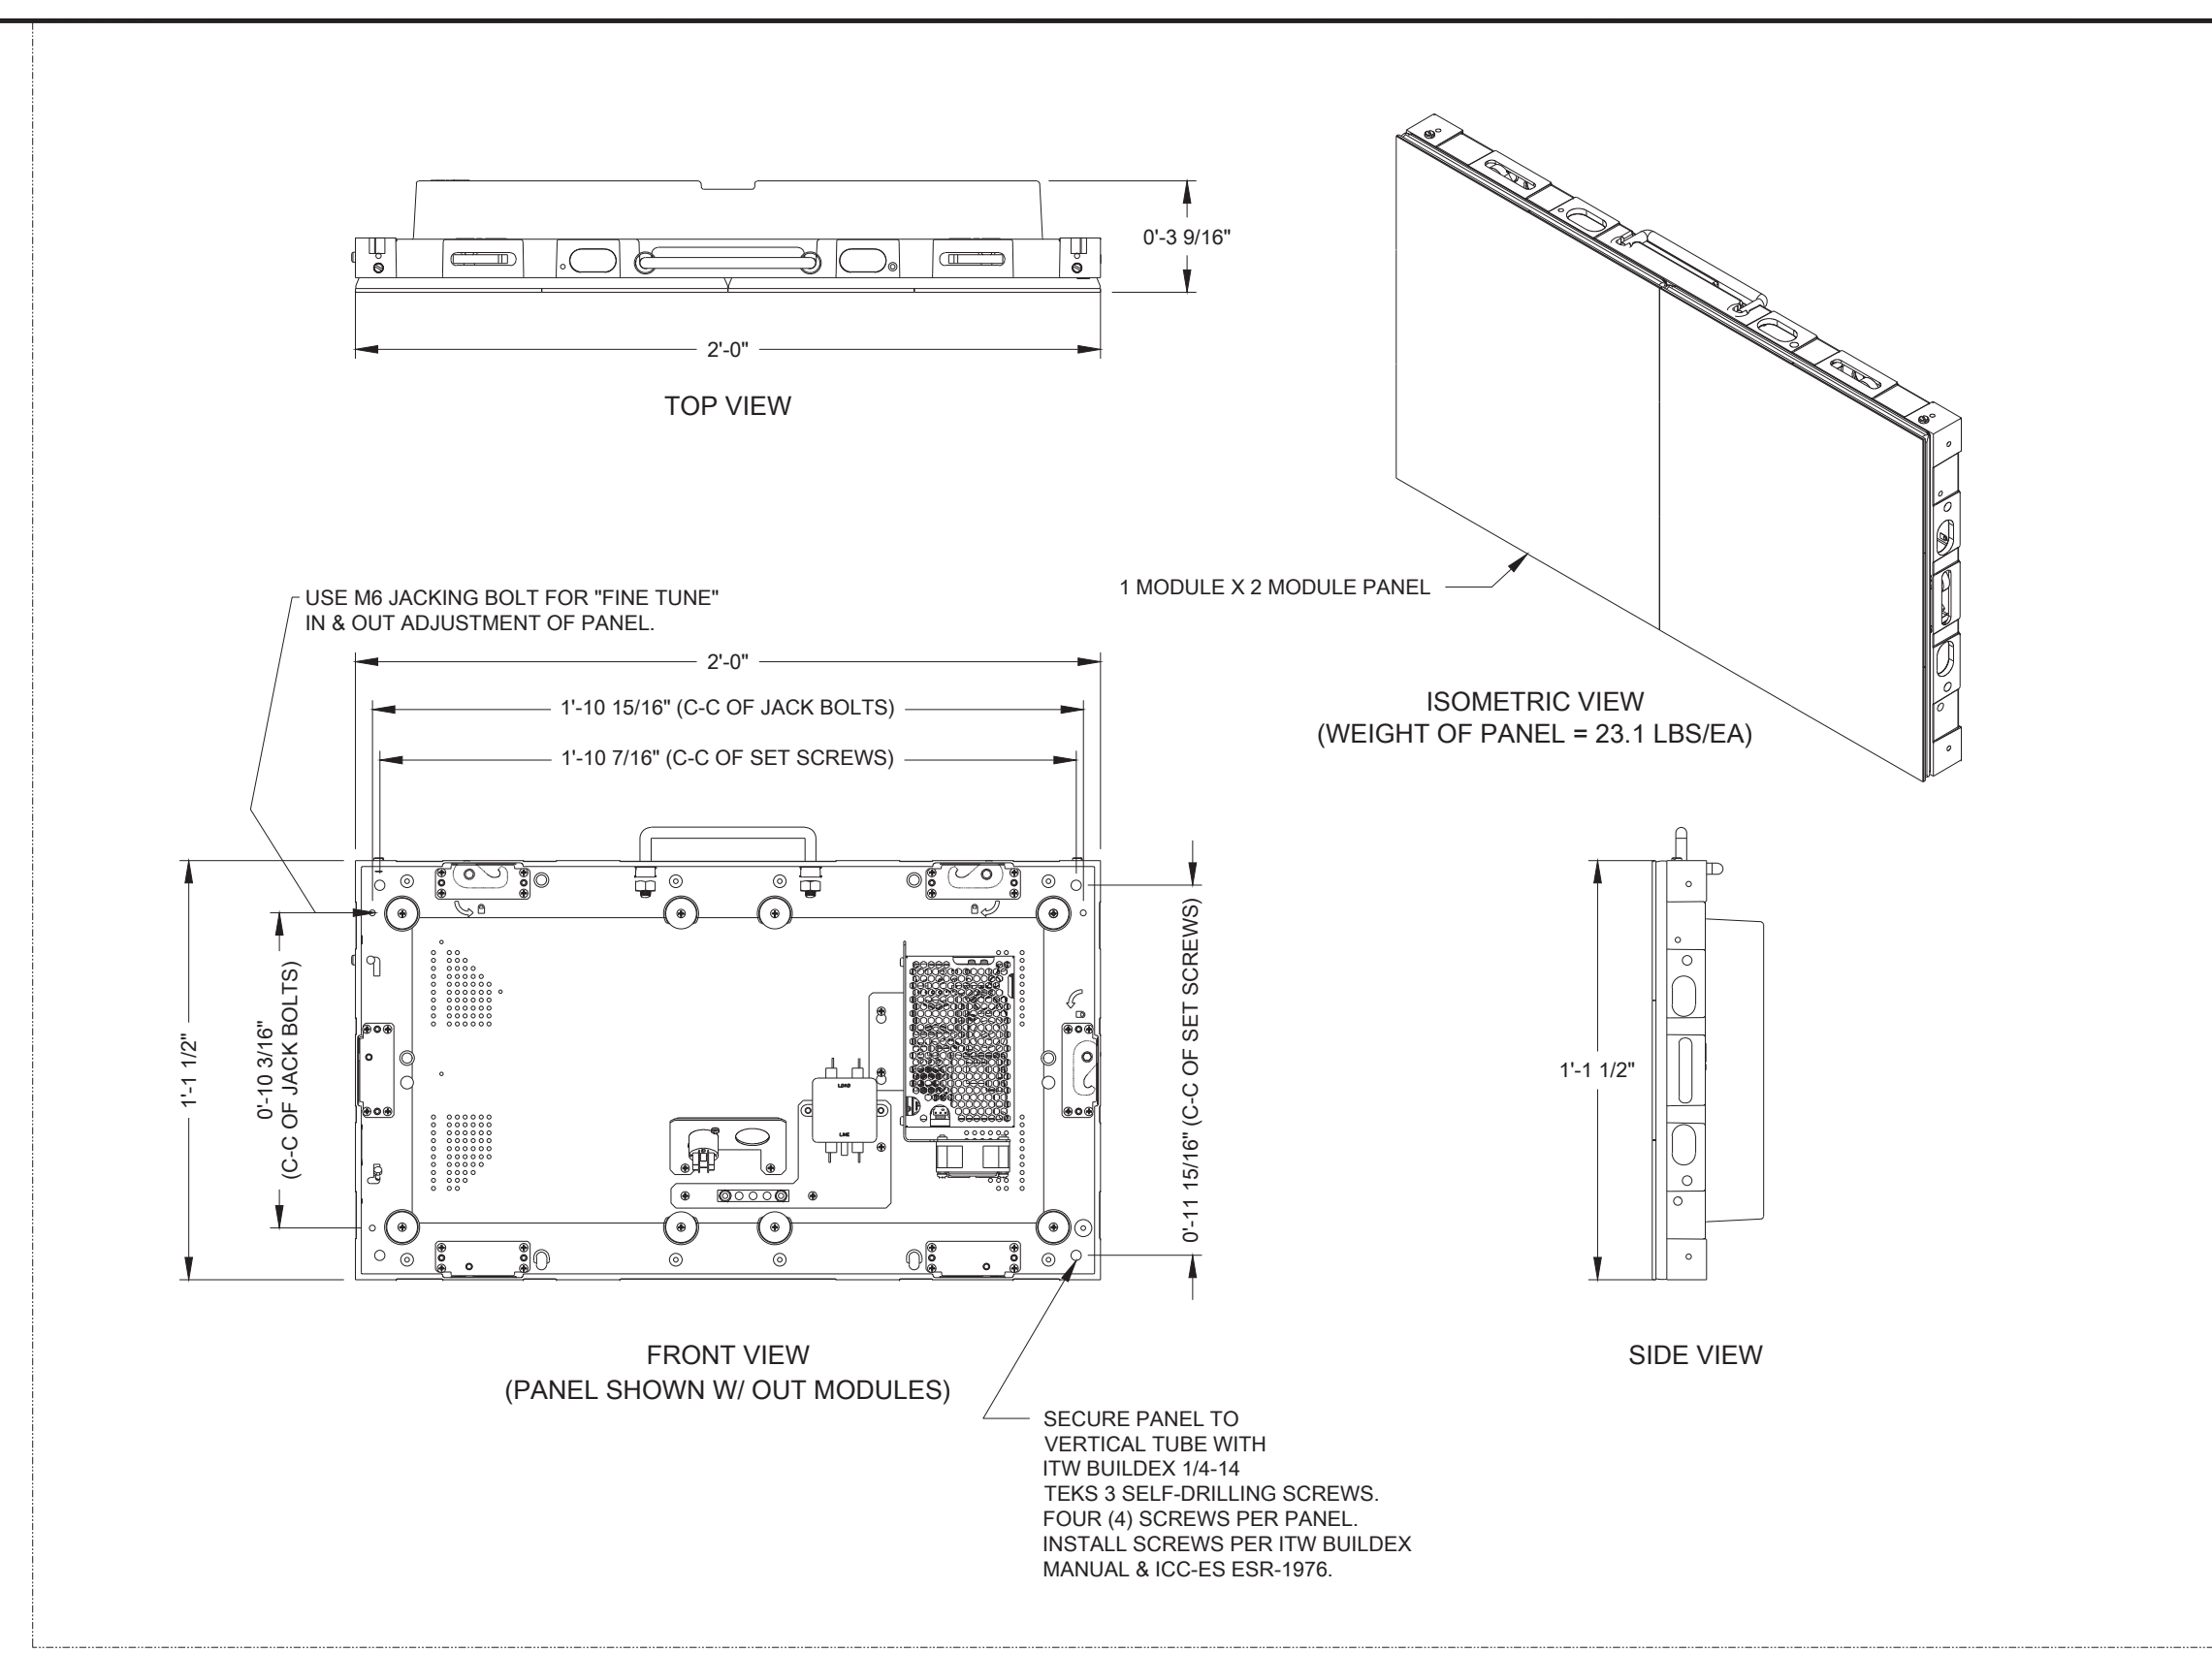 0'-3 9/16"
2'-0"
TOP VIEW
1 MODULE X 2 MODULE PANEL
ISOMETRIC VIEW
(WEIGHT OF PANEL = 23.1 LBS/EA)
USE M6 JACKING BOLT FOR "FINE TUNE"
IN & OUT ADJUSTMENT OF PANEL.
2'-0"
1'-10 15/16" (C-C OF JACK BOLTS)
1'-10 7/16" (C-C OF SET SCREWS)
1'-1 1/2"
0'-10 3/16"
(C-C OF JACK BOLTS)
LOAD
LINE
0'-11 15/16" (C-C OF SET SCREWS)
1'-1 1/2"
FRONT VIEW
(PANEL SHOWN W/ OUT MODULES)
SIDE VIEW
SECURE PANEL TO
VERTICAL TUBE WITH
ITW BUILDEX 1/4-14
TEKS 3 SELF-DRILLING SCREWS.
FOUR (4) SCREWS PER PANEL.
INSTALL SCREWS PER ITW BUILDEX
MANUAL & ICC-ES ESR-1976.